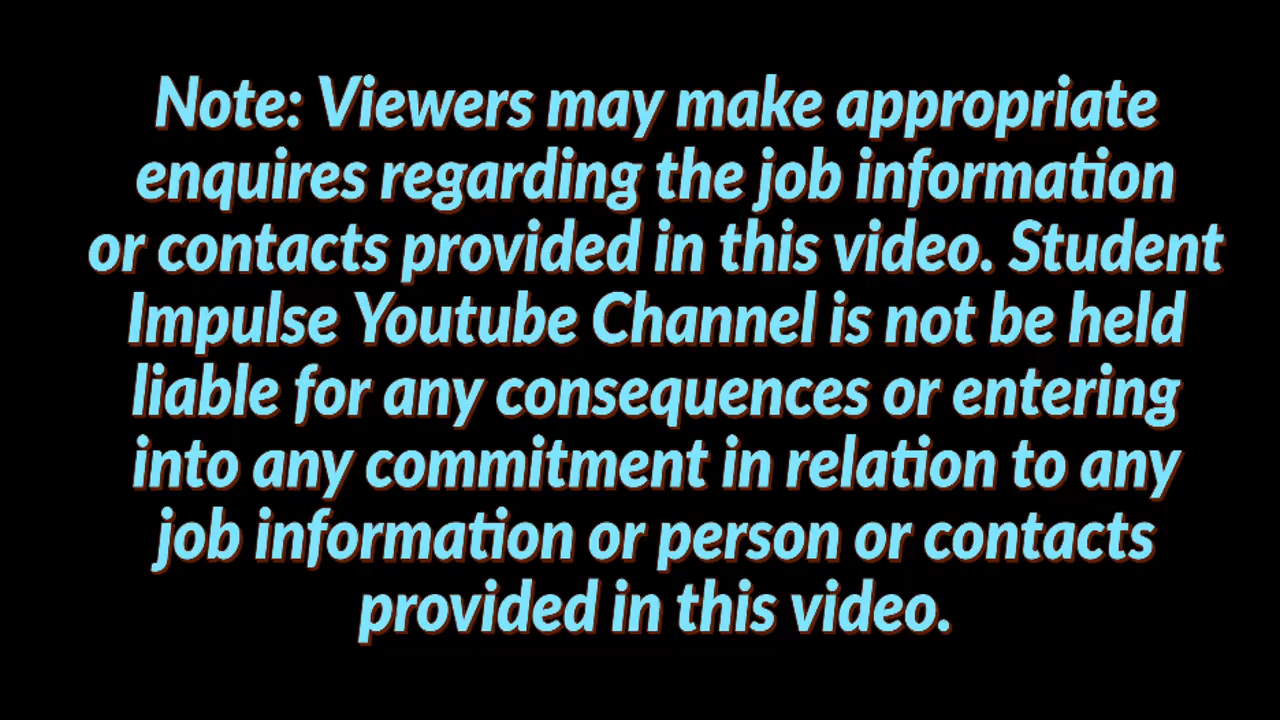 Note: Viewers may make appropriate
enquires regarding the job information
or contacts provided in this video. Student
Impulse Youtube Channel is not be held
liable for any consequences or entering
into any commitment in relation to any
job information or person or contacts
provided in this video.